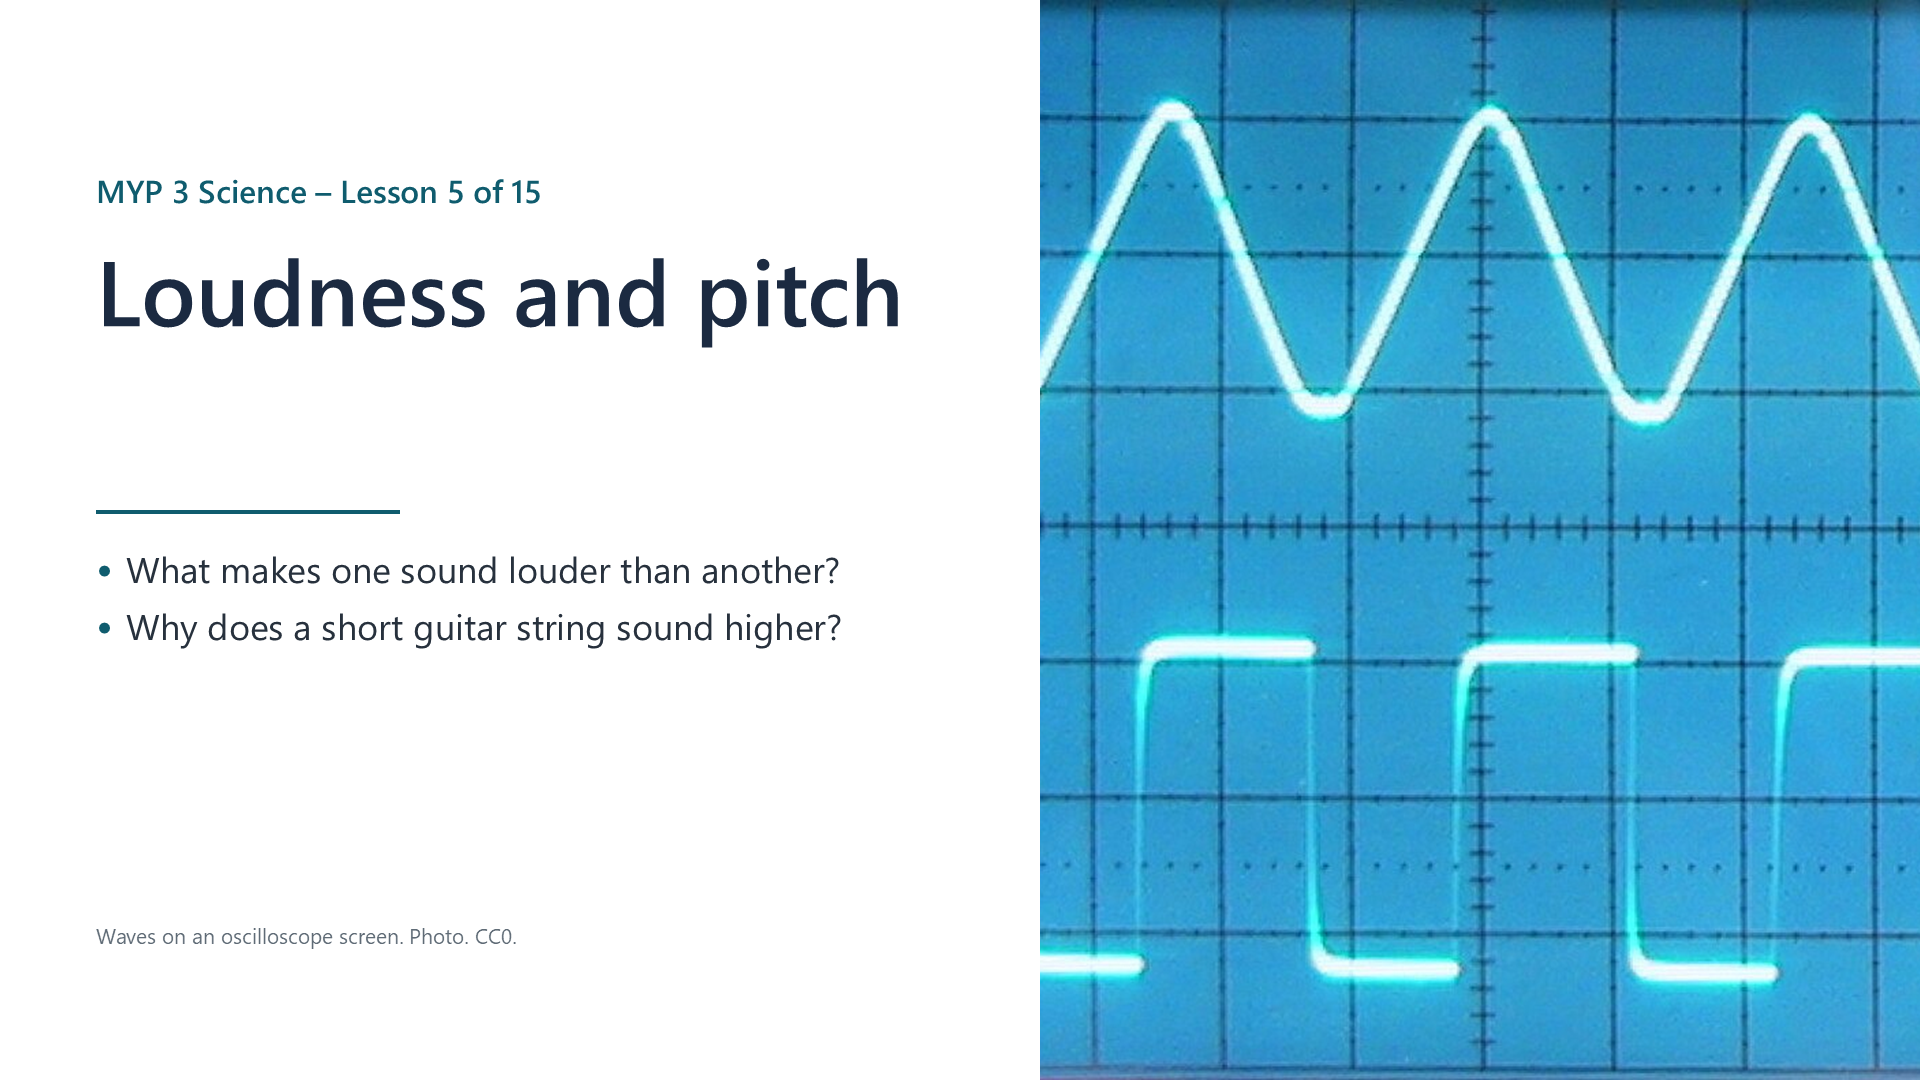 MYP 3 Science – Lesson 5 of 15
Loudness and pitch
• What makes one sound louder than another?
• Why does a short guitar string sound higher?
Waves on an oscilloscope screen. Photo. CC0.